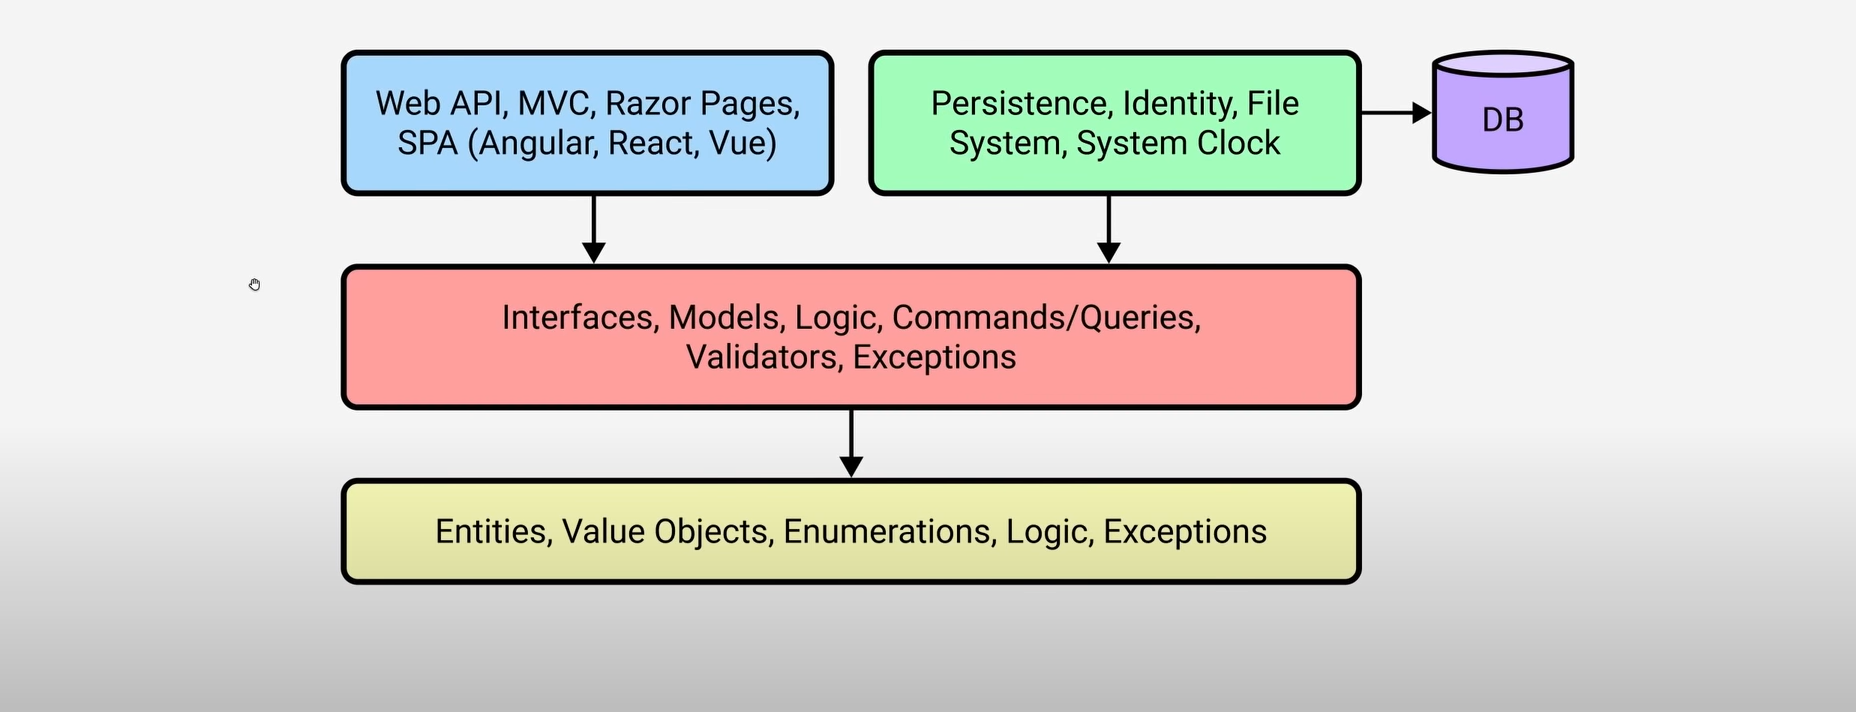 Web API, MVC, Razor Pages,
SPA (Angular, React, Vue)
Persistence, Identity, File
System, System Clock
DB
Interfaces, Models, Logic, Commands/Queries,
Validators, Exceptions
Entities, Value Objects, Enumerations, Logic, Exceptions